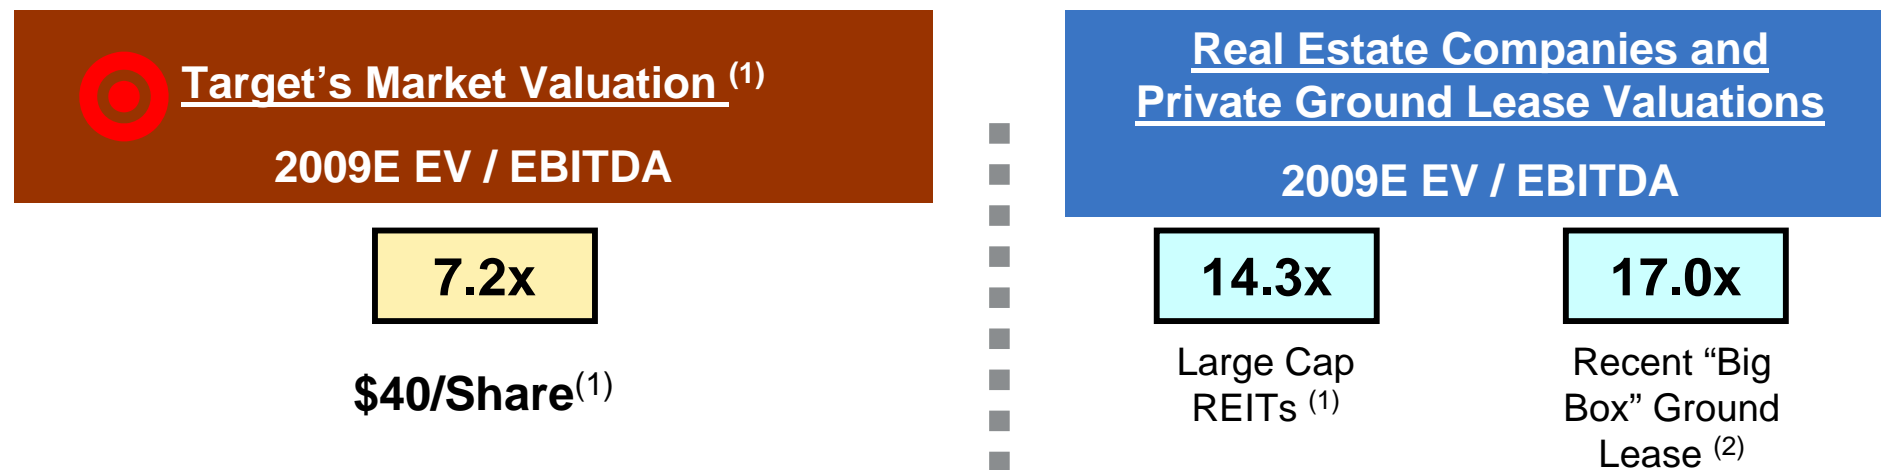 Target’s Market Valuation (1)
2009E EV / EBITDA
7.2x
$40/Share(1)
Real Estate Companies and
Private Ground Lease Valuations
2009E EV / EBITDA
14.3x
Large Cap
REITs (1)
17.0x
Recent “Big
Box” Ground
Lease (2)